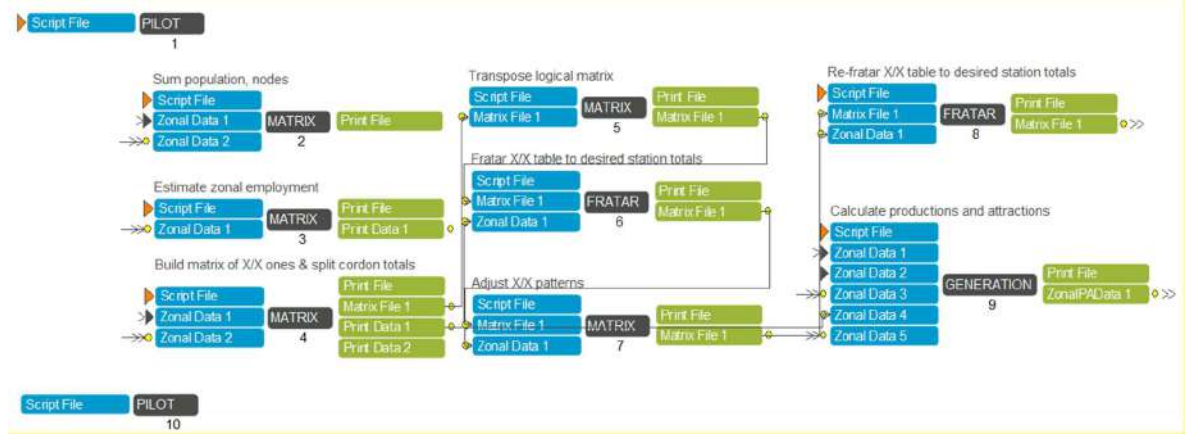 Script File PILOT
1
Sum population, nodes
Script File
Zonal Data 1 MATRIX Print File
Zonal Data 2 2
Estimate zonal employment
Script File MATRIX Print File
Zonal Data 1 3 Print Data 1
Build matrix of X/X ones & split cordon totals
Print File
Script File Matrix File 1
Zonal Data 1 MATRIX Print Data 1
Zonal Data 2 4 Print Data 2
Transpose logical matrix
Script File MATRIX Print File
Matrix File 1 5 Matrix File 1
Fratar X/X table to desired station totals
Script File Print File
Matrix File 1 FRATAR Matrix File 1
Zonal Data 1 6
Adjust X/X patterns
Script File Print File
Matrix File 1 MATRIX Matrix File 1
Zonal Data 1 7
Re-fratar X/X table to desired station totals
Script File Print File
Matrix File 1 FRATAR Matrix File 1
Zonal Data 1 8
Calculate productions and attractions
Script File
Zonal Data 1
Zonal Data 2 Print File
Zonal Data 3 GENERATION ZonalPAData 1
Zonal Data 4 9
Zonal Data 5
Script File PILOT
10